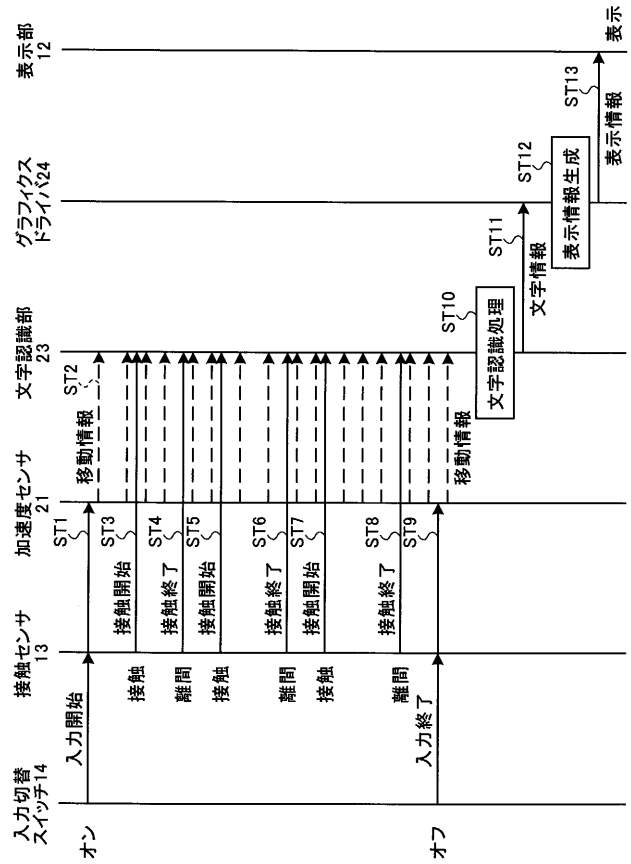 入力切替
スイッチ14
接触センサ
13
加速度センサ
21
文字認識部
23
グラフィクス
ドライバ24
表示部
12
オン
入力開始
ST1
移動情報
ST2
接触
接触開始
ST3
離間
接触終了
ST4
接触
接触開始
ST5
離間
接触終了
ST6
接触
接触開始
ST7
離間
接触終了
ST8
オフ
入力終了
ST9
移動情報
文字認識処理
ST10
文字情報
ST11
表示情報生成
ST12
表示情報
ST13
表示